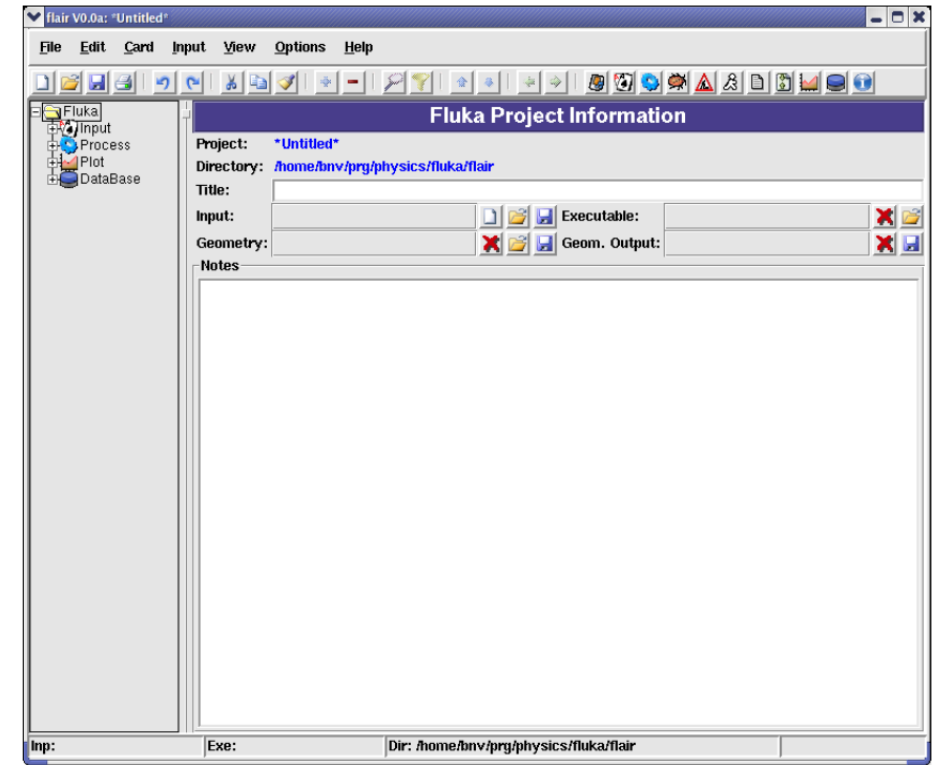 flair V0.0a: *Untitled*
File Edit Card Input View Options Help
Fluka
Input
Process
Plot
DataBase
Fluka Project Information
Project: *Untitled*
Directory: /home/bnv/prg/physics/fluka/flair
Title:
Input: Executable:
Geometry: Geom. Output:
Notes
Inp: Exe: Dir: /home/bnv/prg/physics/fluka/flair